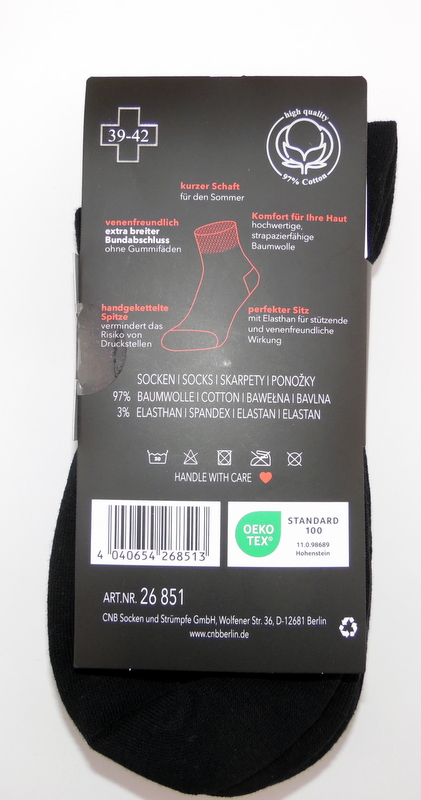 39-42
high quality
97% Cotton
kurzer Schaft
für den Sommer
venenfreundlich
extra breiter
Bundabschluss
ohne Gummifäden
Komfort für Ihre Haut
hochwertige,
strapazierfähige
Baumwolle
handgekettelte
Spitze
vermindert das
Risiko von
Druckstellen
perfekter Sitz
mit Elasthan für stützende
und venenfreundliche
Wirkung
SOCKEN | SOCKS | SKARPETY | PONOŽKY
97% BAUMWOLLE | COTTON | BAWEŁNA | BAVLNA
3% ELASTHAN | SPANDEX | ELASTAN | ELASTAN
30
HANDLE WITH CARE
4 040654 268513
OEKO
TEX®
STANDARD
100
11.0.98689
Hohenstein
ART.NR. 26 851
CNB Socken und Strümpfe GmbH, Wolfener Str. 36, D-12681 Berlin
www.cnbberlin.de